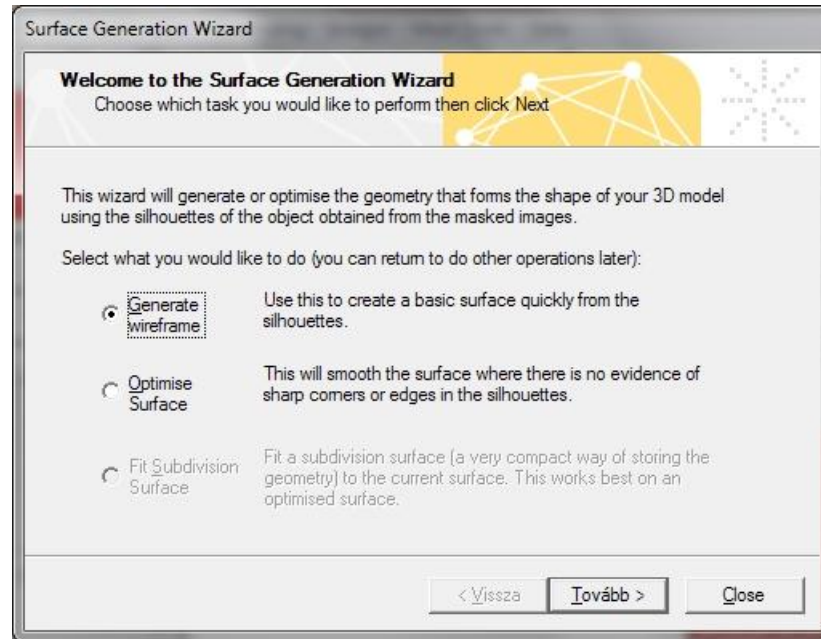 Surface Generation Wizard
Welcome to the Surface Generation Wizard
Choose which task you would like to perform then click Next
This wizard will generate or optimise the geometry that forms the shape of your 3D model
using the silhouettes of the object obtained from the masked images.
Select what you would like to do (you can return to do other operations later):
Generate
wireframe
Use this to create a basic surface quickly from the
silhouettes.
Optimise
Surface
This will smooth the surface where there is no evidence of
sharp corners or edges in the silhouettes.
Fit Subdivision
Surface
Fit a subdivision surface (a very compact way of storing the
geometry) to the current surface. This works best on an
optimised surface.
< Vissza Tovább > Close